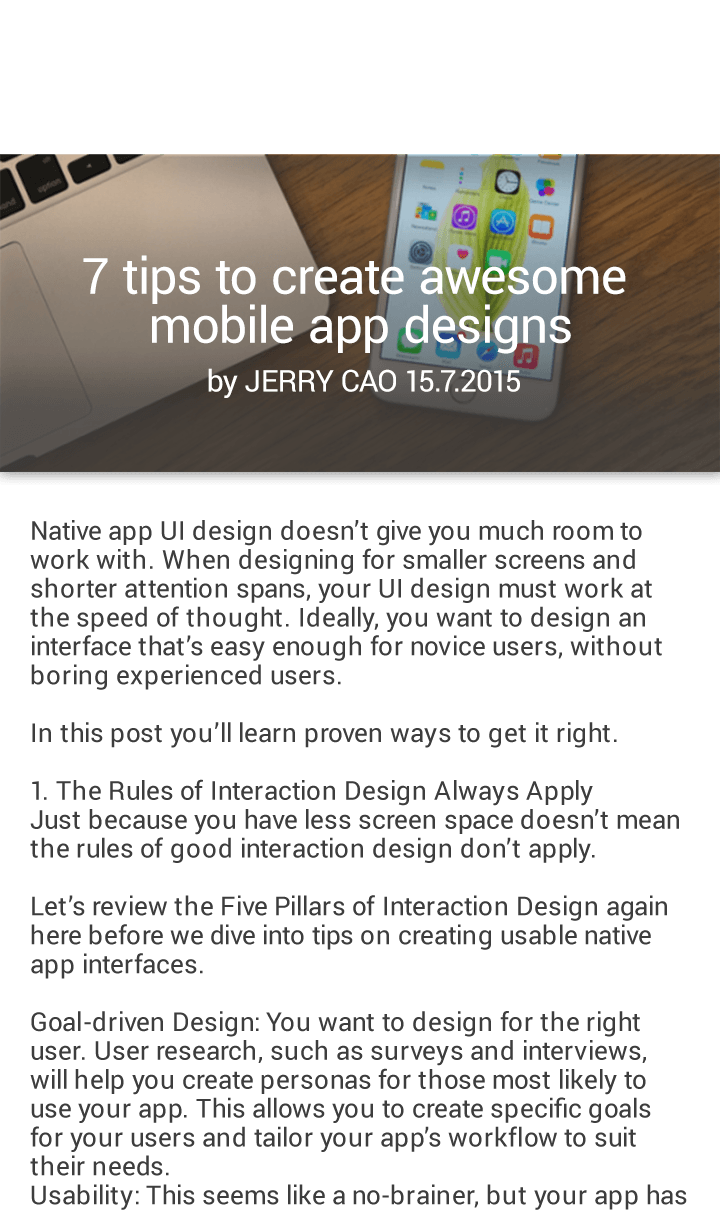 option
7 tips to create awesome
mobile app designs
by JERRY CAO 15.7.2015
Native app UI design doesn’t give you much room to
work with. When designing for smaller screens and
shorter attention spans, your UI design must work at
the speed of thought. Ideally, you want to design an
interface that’s easy enough for novice users, without
boring experienced users.
In this post you’ll learn proven ways to get it right.
1. The Rules of Interaction Design Always Apply
Just because you have less screen space doesn’t mean
the rules of good interaction design don’t apply.
Let’s review the Five Pillars of Interaction Design again
here before we dive into tips on creating usable native
app interfaces.
Goal-driven Design: You want to design for the right
user. User research, such as surveys and interviews,
will help you create personas for those most likely to
use your app. This allows you to create specific goals
for your users and tailor your app’s workflow to suit
their needs.
Usability: This seems like a no-brainer, but your app has